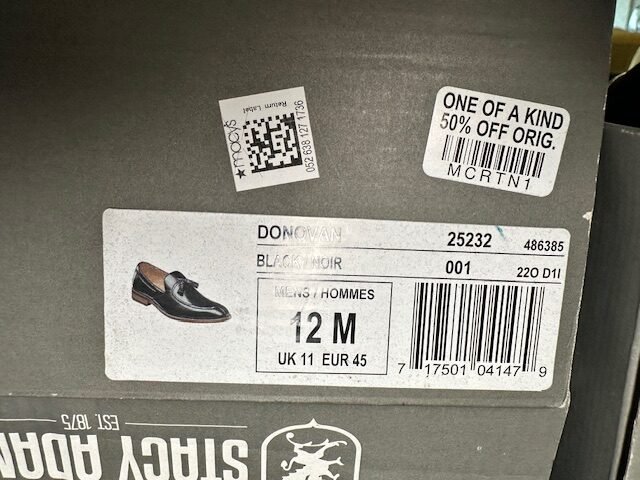 Return Label
★macy's
052 638 127 1736
ONE OF A KIND
50% OFF ORIG.
MCRTN1
DONOVAN 25232 486385
BLACK / NOIR 001 22O D1I
MENS / HOMMES
12 M
UK 11 EUR 45
7 17501 04147 9
EST. 1875
STACY ADAM